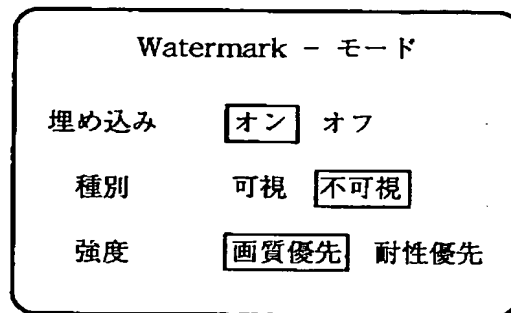 Watermark － モード
埋め込み オン オフ
種別 可視 不可視
強度 画質優先 耐性優先